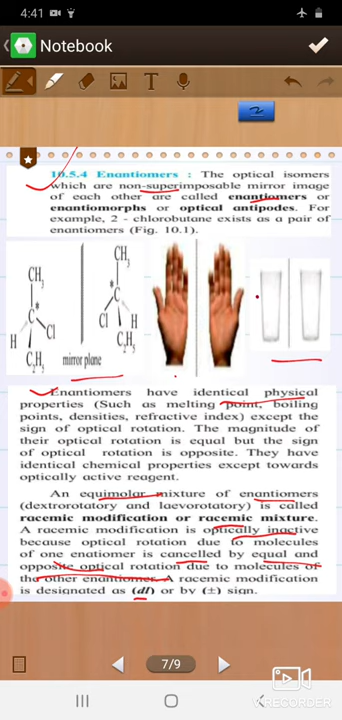 4:41
Notebook
T
10.5.4 Enantiomers : The optical isomers
which are non-superimposable mirror image
of each other are called enantiomers or
enantiomorphs or optical antipodes. For
example, 2 - chlorobutane exists as a pair of
enantiomers (Fig. 10.1).
CH3 CH3
C* C*
H Cl Cl H
C2H5 C2H5
mirror plane
Enantiomers have identical physical
properties (Such as melting point, boiling
points, densities, refractive index) except the
sign of optical rotation. The magnitude of
their optical rotation is equal but the sign
of optical rotation is opposite. They have
identical chemical properties except towards
optically active reagent.
An equimolar mixture of enantiomers
(dextrorotatory and laevorotatory) is called
racemic modification or racemic mixture.
A racemic modification is optically inactive
because optical rotation due to molecules
of one enatiomer is cancelled by equal and
opposite optical rotation due to molecules of
the other enantiomer. A racemic modification
is designated as (dl) or by (±) sign.
7/9
V RECORDER